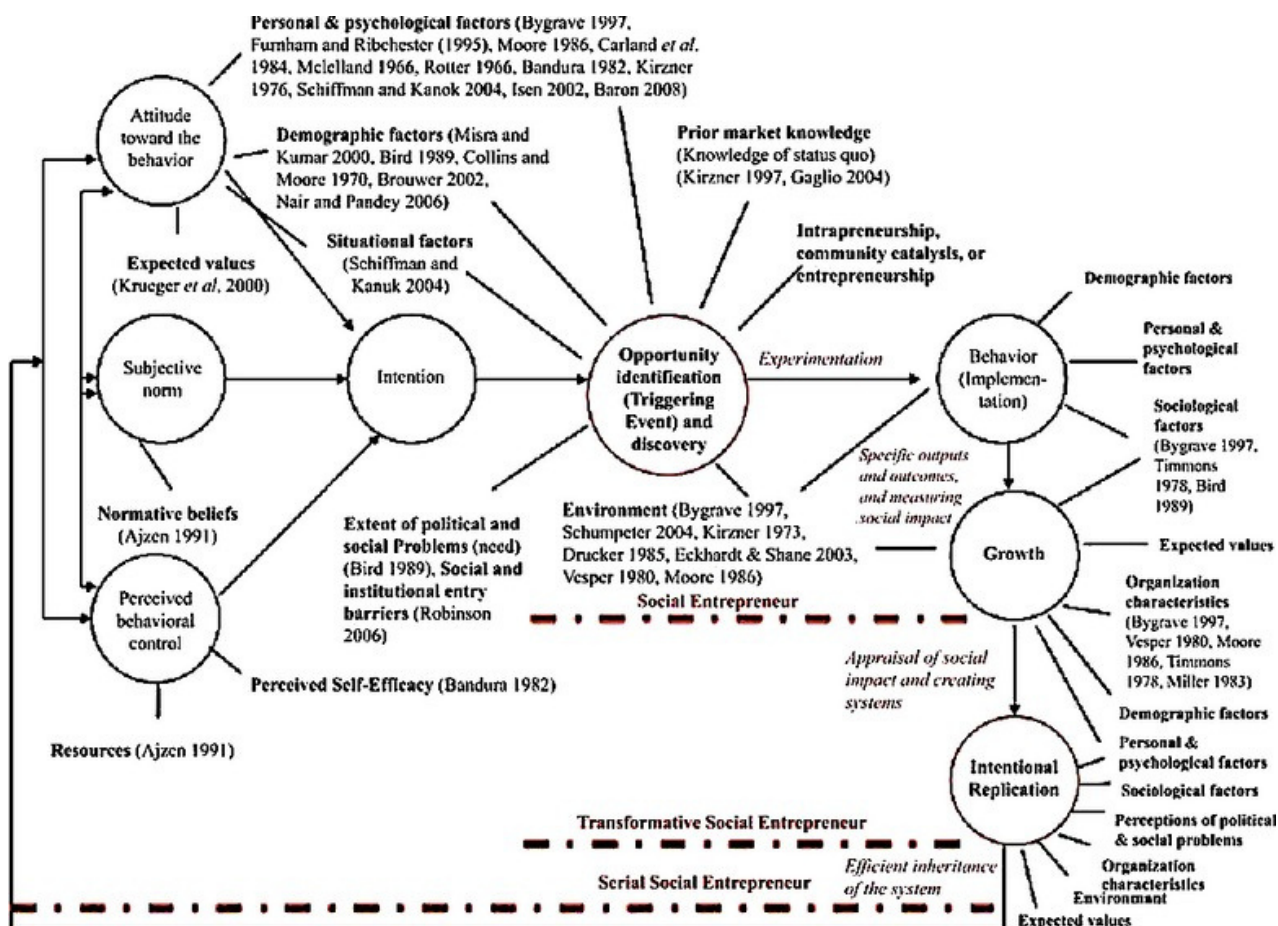 Personal & psychological factors (Bygrave 1997,
Furnham and Ribchester (1995), Moore 1986, Carland et al.
1984, Mclelland 1966, Rotter 1966, Bandura 1982, Kirzner
1976, Schiffman and Kanok 2004, Isen 2002, Baron 2008)
Attitude
toward the
behavior
Demographic factors (Misra and
Kumar 2000, Bird 1989, Collins and
Moore 1970, Brouwer 2002,
Nair and Pandey 2006)
Prior market knowledge
(Knowledge of status quo)
(Kirzner 1997, Gaglio 2004)
Situational factors
(Schiffman and
Kanuk 2004)
Intrapreneurship,
community catalysis, or
entrepreneurship
Expected values
(Krueger et al, 2000)
Subjective
norm
Intention
Opportunity
identification
(Triggering
Event) and
discovery
Experimentation
Behavior
(Implemen-
tation)
Demographic factors
Personal &
psychological
factors
Sociological
factors
(Bygrave 1997,
Timmons
1978, Bird
1989)
Normative beliefs
(Ajzen 1991)
Extent of political and
social Problems (need)
(Bird 1989), Social and
institutional entry
barriers (Robinson
2006)
Environment (Bygrave 1997,
Schumpeter 2004, Kirzner 1973,
Drucker 1985, Eckhardt & Shane 2003,
Vesper 1980, Moore 1986)
Specific outputs
and outcomes,
and measuring
social impact
Growth
Expected values
Organization
characteristics
(Bygrave 1997,
Vesper 1980, Moore
1986, Timmons
1978, Miller 1983)
Perceived
behavioral
control
Social Entrepreneur
Perceived Self-Efficacy (Bandura 1982)
Appraisal of social
impact and creating
systems
Resources (Ajzen 1991)
Demographic factors
Personal &
psychological factors
Intentional
Replication
Sociological factors
Perceptions of political
& social problems
Transformative Social Entrepreneur
Efficient inheritance
of the system
Serial Social Entrepreneur
Organization
characteristics
Environmant
Expected values